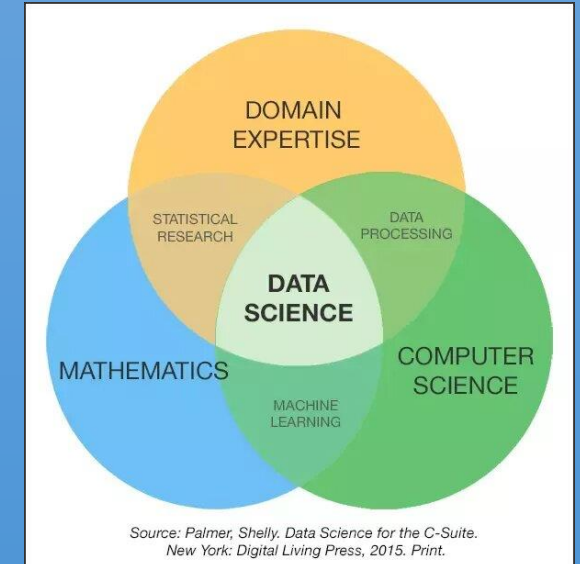 DOMAIN
EXPERTISE
STATISTICAL
RESEARCH
DATA
PROCESSING
DATA
SCIENCE
MATHEMATICS
COMPUTER
SCIENCE
MACHINE
LEARNING
Source: Palmer, Shelly. Data Science for the C-Suite.
New York: Digital Living Press, 2015. Print.